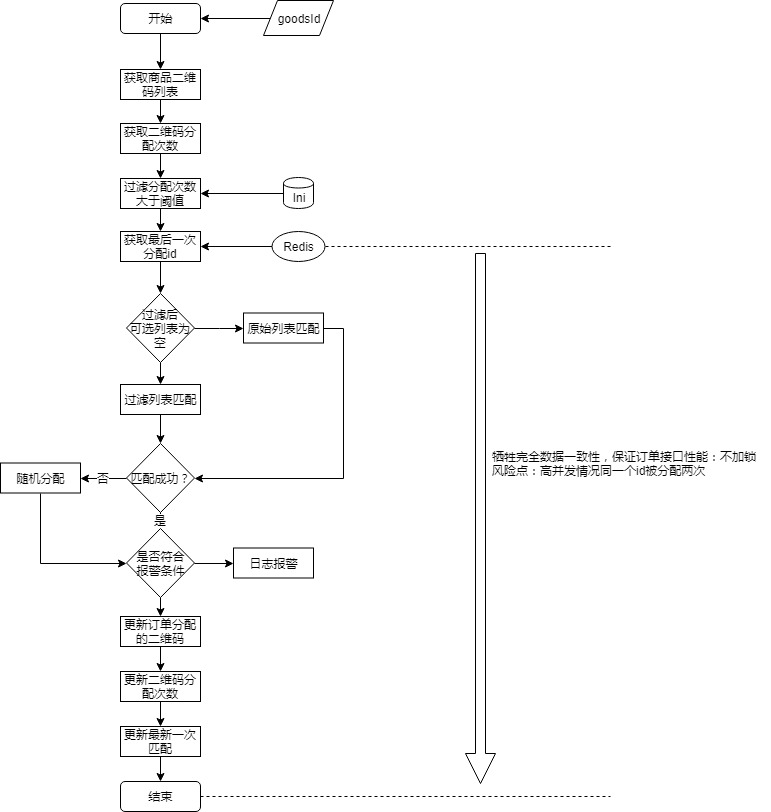 开始
goodsId
获取商品二维
码列表
获取二维码分
配次数
过滤分配次数
大于阈值
Ini
获取最后一次
分配id
Redis
过滤后
可选列表为
空
原始列表匹配
过滤列表匹配
牺牲完全数据一致性，保证订单接口性能：不加锁
风险点：高并发情况同一个id被分配两次
随机分配
否
匹配成功？
是
是否符合
报警条件
日志报警
更新订单分配
的二维码
更新二维码分
配次数
更新最新一次
匹配
结束